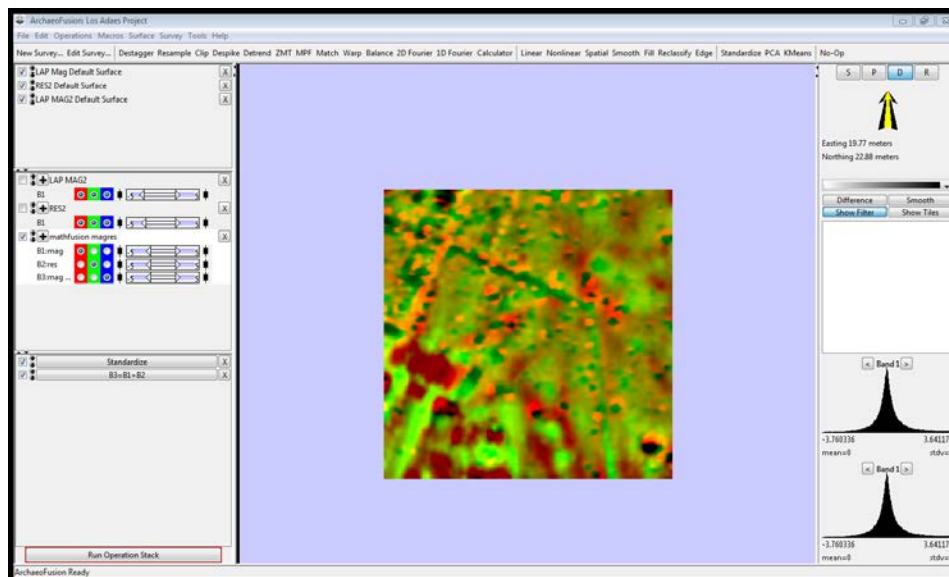 ArchaeoFusion: Los Adaes Project
File Edit Operations Macros Surface Survey Tools Help
New Survey... Edit Survey... Destagger Resample Clip Despike Detrend ZMT MPF Match Warp Balance 2D Fourier 1D Fourier Calculator Linear Nonlinear Spatial Smooth Fill Reclassify Edge Standardize PCA KMeans No-Op
LAP Mag Default Surface X
RES2 Default Surface X
LAP MAG2 Default Surface X
S P D R
Easting 19.77 meters
Northing 22.88 meters
LAP MAG2 X
B1
RES2 X
B1
mathfusion magres X
B1:mag
B2:res
B3:mag ...
Difference Smooth
Show Filter Show Tiles
Standardize X
B3=B1+B2 X
< Band 1 >
-3.760336 3.64117
mean=0 stdv=
< Band 1 >
-3.760336 3.64117
mean=0 stdv=
Run Operation Stack
ArchaeoFusion Ready